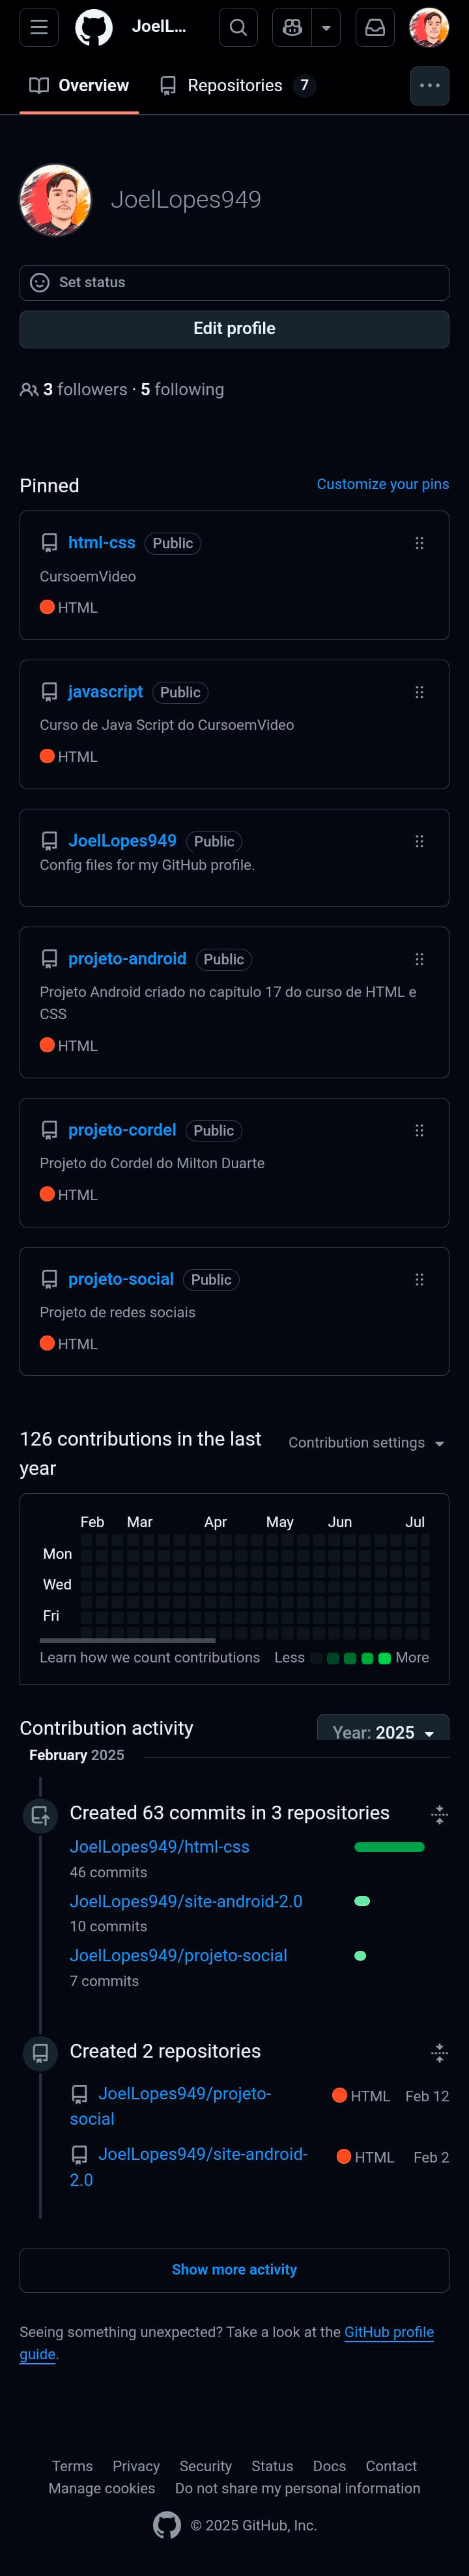 JoelL...
Overview
Repositories 7
JoelLopes949
Set status
Edit profile
3 followers · 5 following
Pinned
Customize your pins
html-css Public
CursoemVideo
HTML
javascript Public
Curso de Java Script do CursoemVideo
HTML
JoelLopes949 Public
Config files for my GitHub profile.
projeto-android Public
Projeto Android criado no capítulo 17 do curso de HTML e
CSS
HTML
projeto-cordel Public
Projeto do Cordel do Milton Duarte
HTML
projeto-social Public
Projeto de redes sociais
HTML
126 contributions in the last
year
Contribution settings
Feb Mar Apr May Jun Jul
Mon
Wed
Fri
Learn how we count contributions Less More
Contribution activity
Year: 2025
February 2025
Created 63 commits in 3 repositories
JoelLopes949/html-css
46 commits
JoelLopes949/site-android-2.0
10 commits
JoelLopes949/projeto-social
7 commits
Created 2 repositories
JoelLopes949/projeto-
social
HTML Feb 12
JoelLopes949/site-android-
2.0
HTML Feb 2
Show more activity
Seeing something unexpected? Take a look at the GitHub profile
guide.
Terms Privacy Security Status Docs Contact
Manage cookies Do not share my personal information
© 2025 GitHub, Inc.